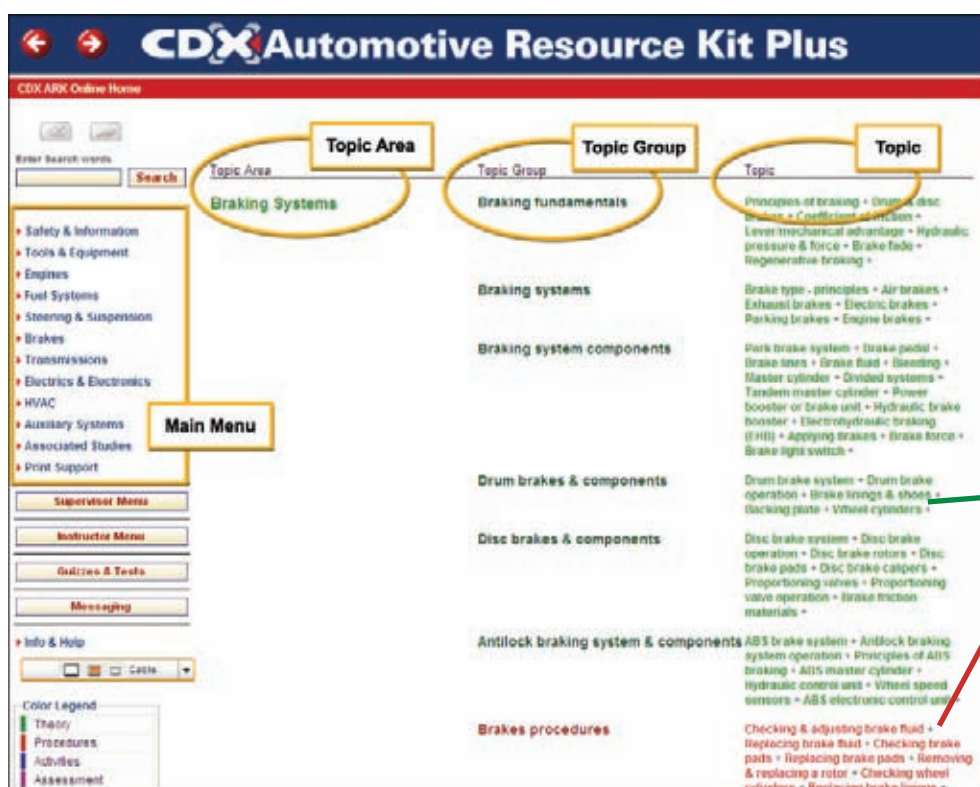 CDX Automotive Resource Kit Plus
CDX ARK Online Home
Enter Search words
Search
Safety & Information
Tools & Equipment
Engines
Fuel Systems
Steering & Suspension
Brakes
Transmissions
Electrics & Electronics
HVAC
Auxiliary Systems
Associated Studies
Print Support
Main Menu
Supervisor Menu
Instructor Menu
Quizzes & Tests
Messaging
Info & Help
Cable
Color Legend
Theory
Procedures
Activities
Assessment
Topic Area
Topic Area
Braking Systems
Topic Group
Topic Group
Topic
Topic
Braking fundamentals
Principles of braking + Drum & disc
brakes + Coefficient of friction +
Lever/mechanical advantage + Hydraulic
pressure & force + Brake fade +
Regenerative braking +
Braking systems
Brake type - principles + Air brakes +
Exhaust brakes + Electric brakes +
Parking brakes + Engine brakes +
Braking system components
Park brake system + Brake pedal +
Brake lines + Brake fluid + Bleeding +
Master cylinder + Divided systems +
Tandem master cylinder + Power
booster or brake unit + Hydraulic brake
booster + Electrohydraulic braking
(EHB) + Applying brakes + Brake force +
Brake light switch +
Drum brakes & components
Drum brake system + Drum brake
operation + Brake linings & shoes +
Backing plate + Wheel cylinders +
Disc brakes & components
Disc brake system + Disc brake
operation + Disc brake rotors + Disc
brake pads + Disc brake calipers +
Proportioning valves + Proportioning
valve operation + Brake friction
materials +
Antilock braking system & components
ABS brake system + Antilock braking
system operation + Principles of ABS
braking + ABS master cylinder +
Hydraulic control unit + Wheel speed
sensors + ABS electronic control unit +
Brakes procedures
Checking & adjusting brake fluid +
Replacing brake fluid + Checking brake
pads + Replacing brake pads + Removing
& replacing a rotor + Checking wheel
cylinders + Replacing brake linings +